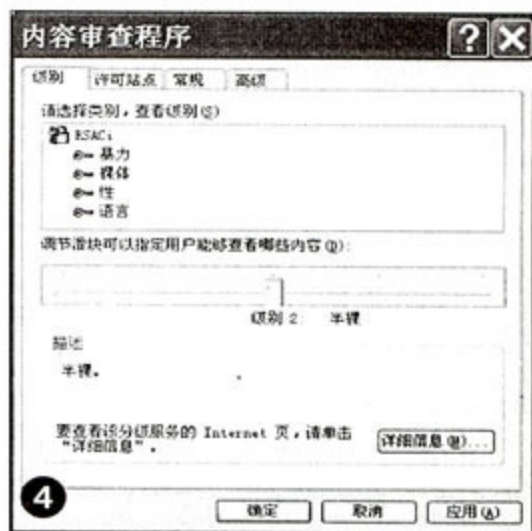 内容审查程序
级别 许可站点 常规 高级
请选择类别，查看级别(S)
RSACi
暴力
裸体
性
语言
调节滑块可以指定用户能够查看哪些内容(D):
级别 2: 半裸
描述
半裸。
要查看该分级服务的 Internet 页，请单击
“详细信息”。
详细信息(M)...
4
确定 取消 应用(A)